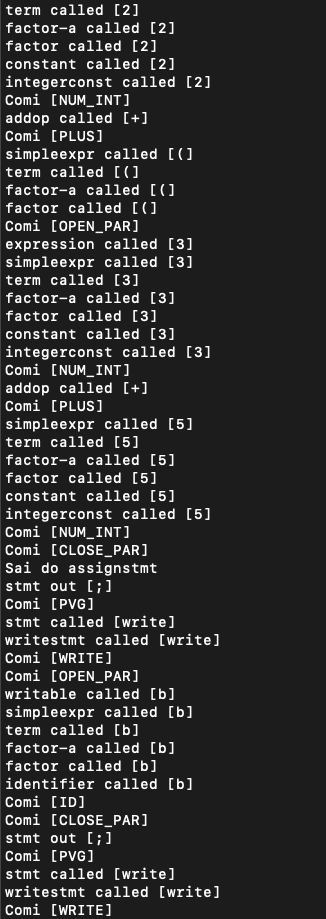 term called [2]
factor-a called [2]
factor called [2]
constant called [2]
integerconst called [2]
Comi [NUM_INT]
addop called [+]
Comi [PLUS]
simpleexpr called [(]
term called [(]
factor-a called [(]
factor called [(]
Comi [OPEN_PAR]
expression called [3]
simpleexpr called [3]
term called [3]
factor-a called [3]
factor called [3]
constant called [3]
integerconst called [3]
Comi [NUM_INT]
addop called [+]
Comi [PLUS]
simpleexpr called [5]
term called [5]
factor-a called [5]
factor called [5]
constant called [5]
integerconst called [5]
Comi [NUM_INT]
Comi [CLOSE_PAR]
Sai do assignstmt
stmt out [;]
Comi [PVG]
stmt called [write]
writestmt called [write]
Comi [WRITE]
Comi [OPEN_PAR]
writable called [b]
simpleexpr called [b]
term called [b]
factor-a called [b]
factor called [b]
identifier called [b]
Comi [ID]
Comi [CLOSE_PAR]
stmt out [;]
Comi [PVG]
stmt called [write]
writestmt called [write]
Comi [WRITE]